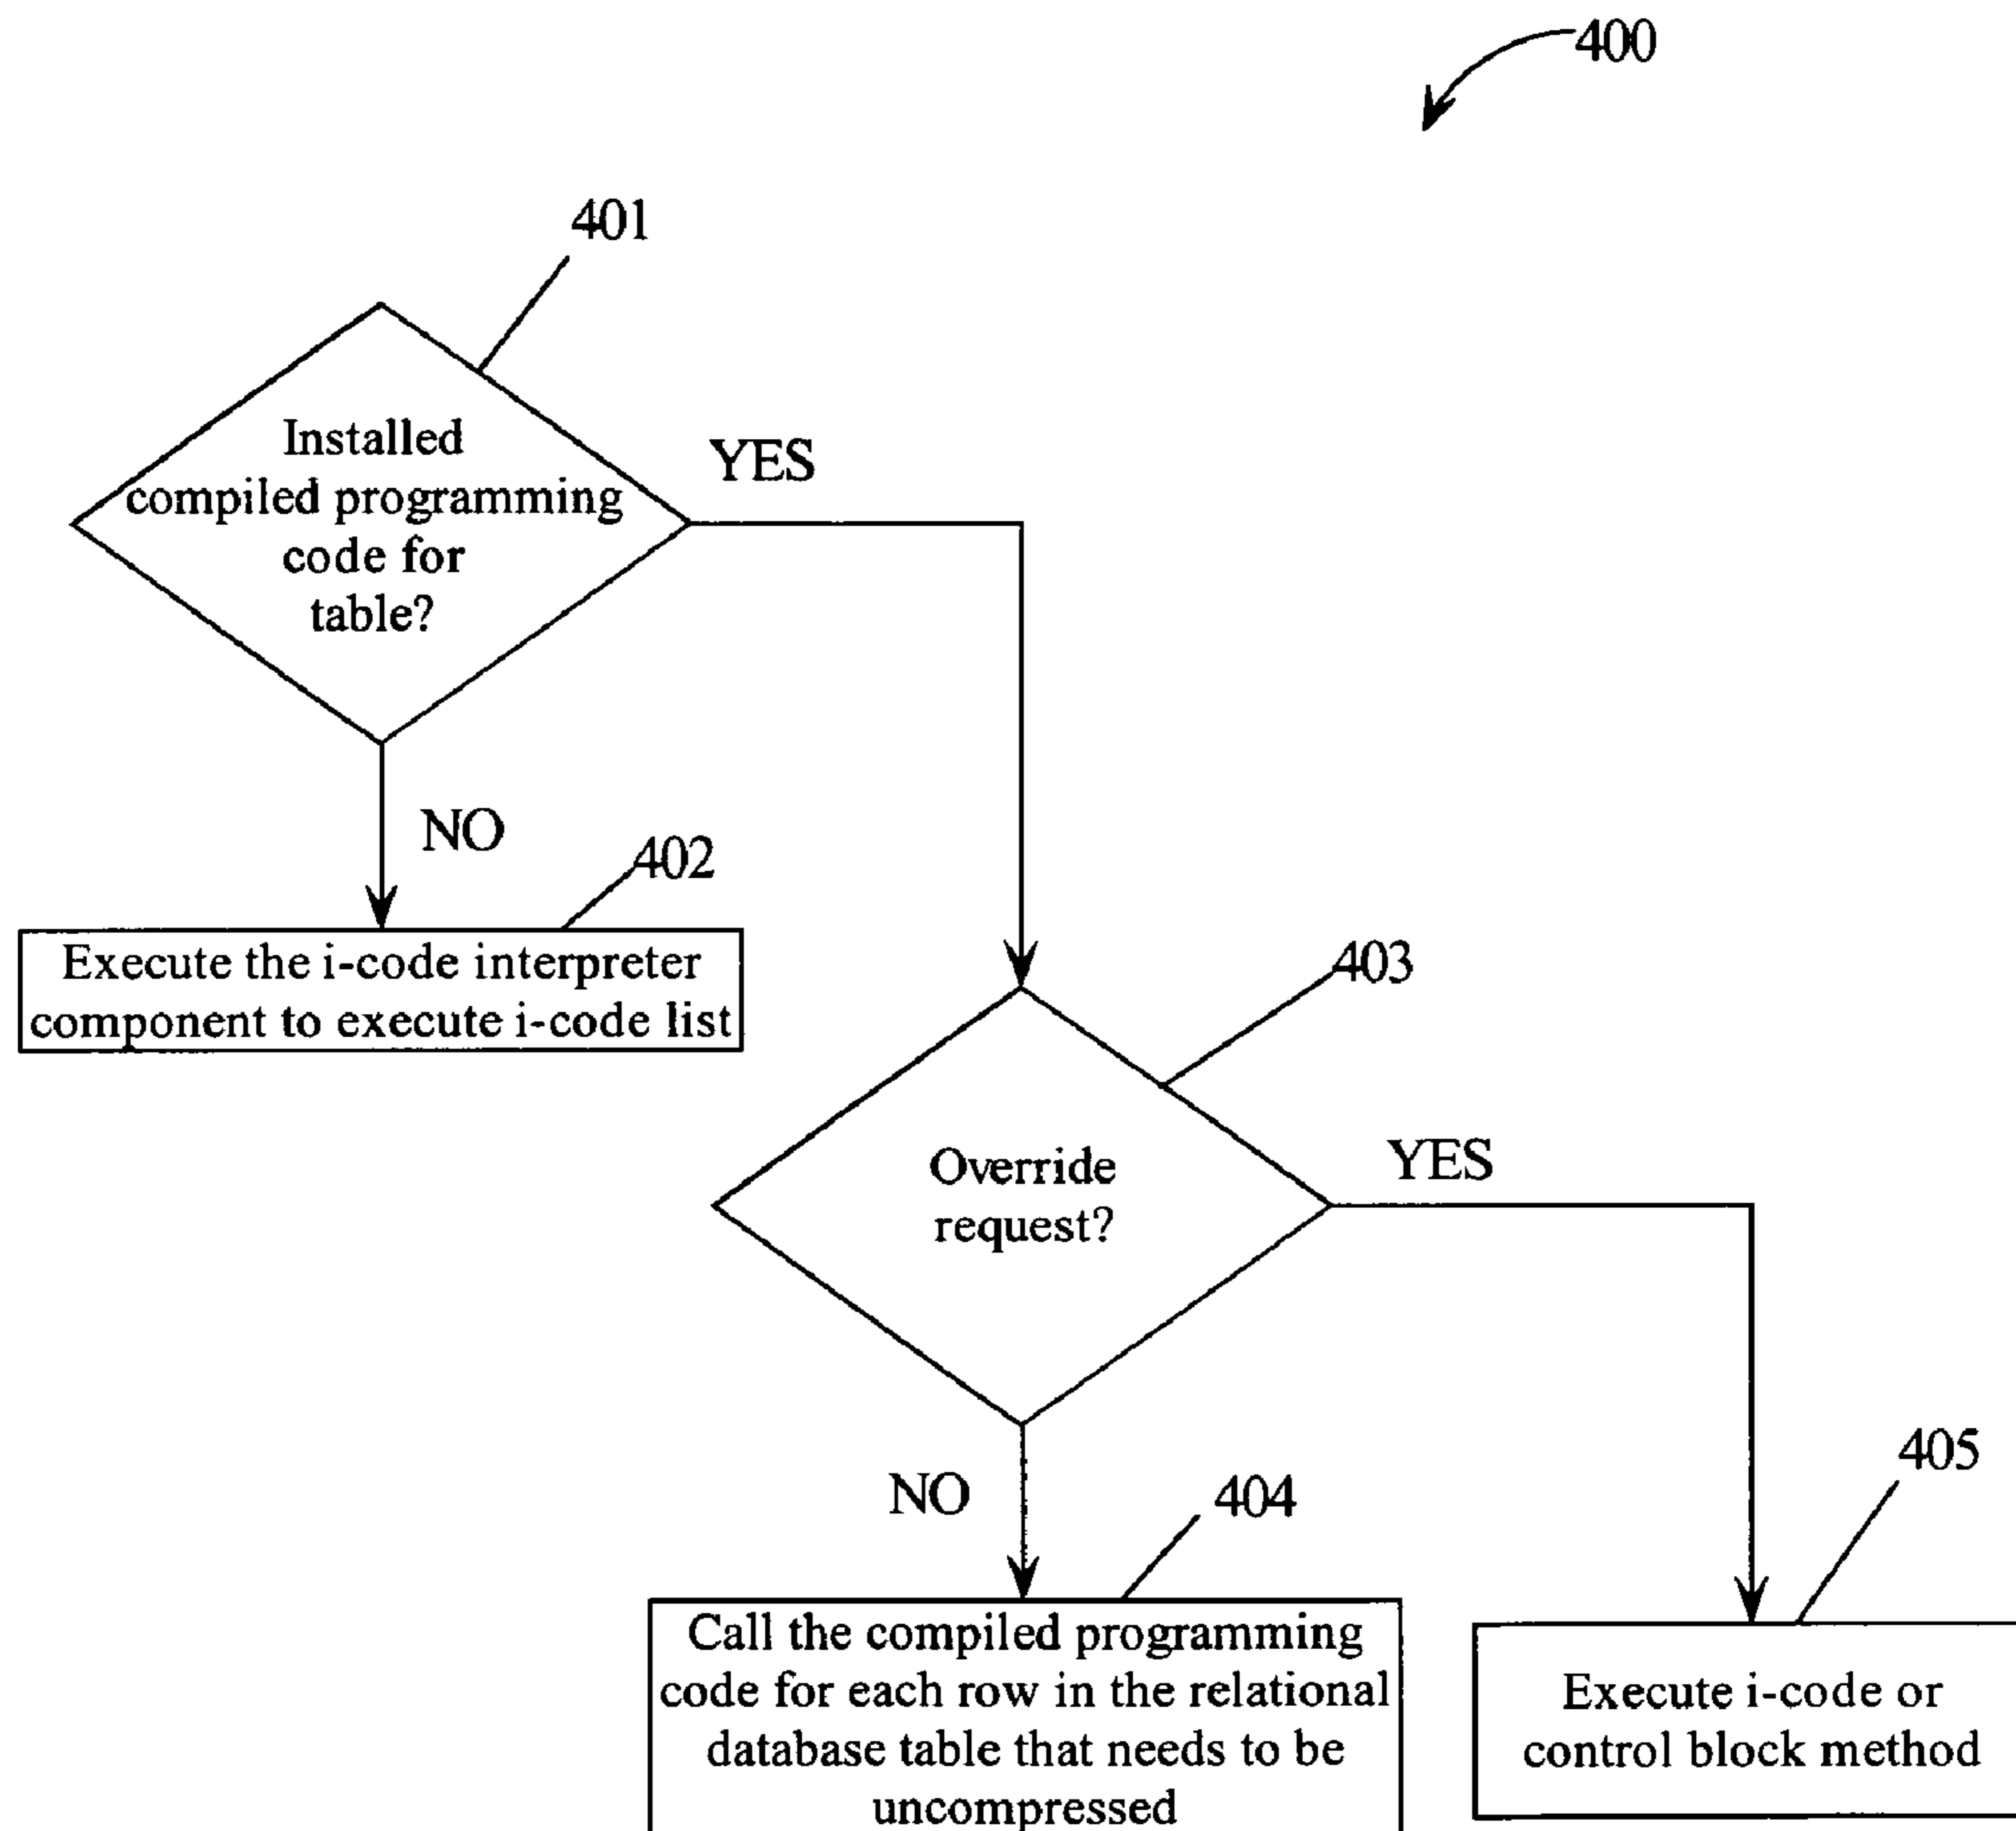 400
401
Installed
compiled programming
code for
table?
YES
NO
402
Execute the i-code interpreter
component to execute i-code list
403
Override
request?
YES
NO
404
405
Call the compiled programming
code for each row in the relational
database table that needs to be
uncompressed
Execute i-code or
control block method